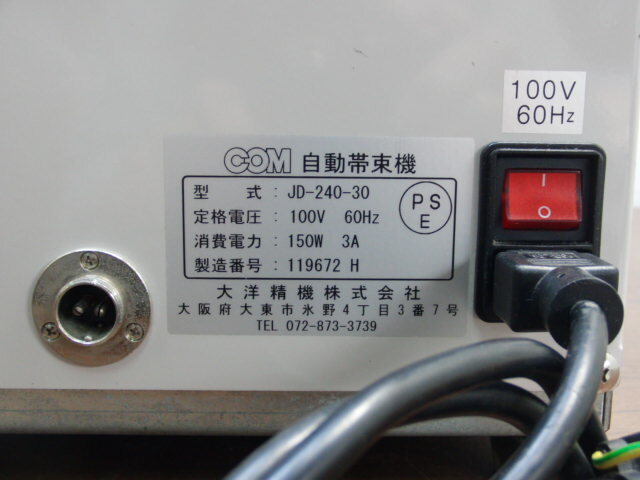 100V
60Hz
COM 自動帯束機
型 式 : JD-240-30
定格電圧 : 100V 60Hz
消費電力 : 150W 3A
製造番号 : 119672 H
PS
E
大洋精機株式会社
大阪府大東市氷野4丁目3番7号
TEL 072-873-3739
I
O